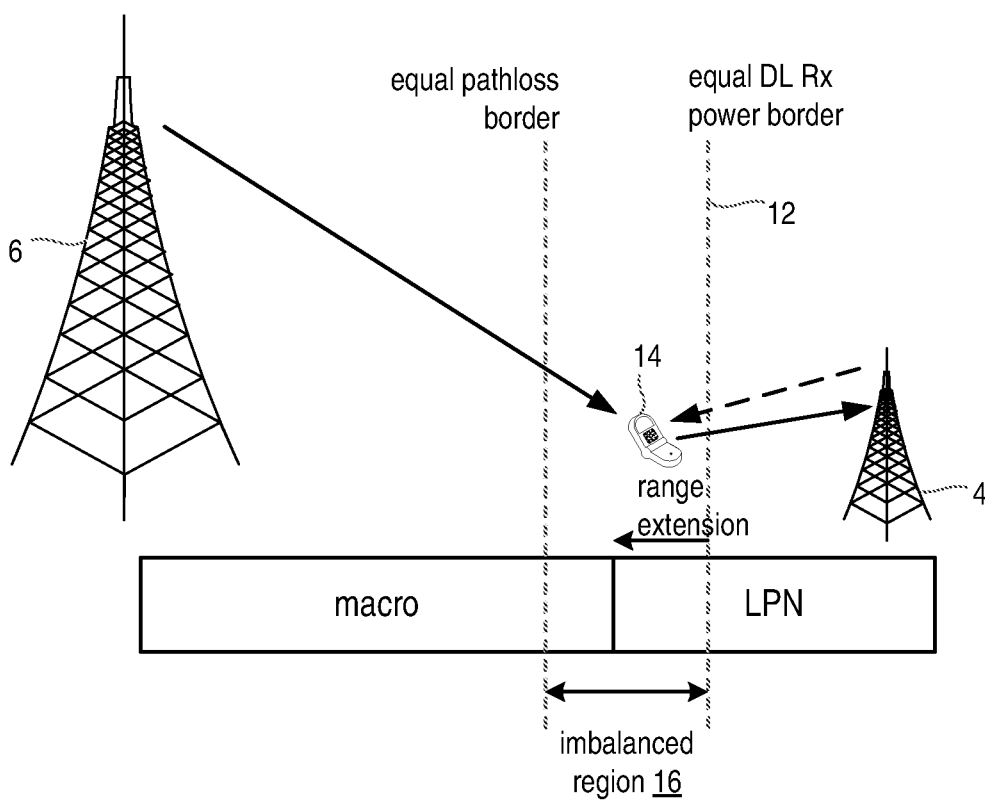 equal pathloss
border
equal DL Rx
power border
12
6
14
4
range
extension
macro
LPN
imbalanced
region 16